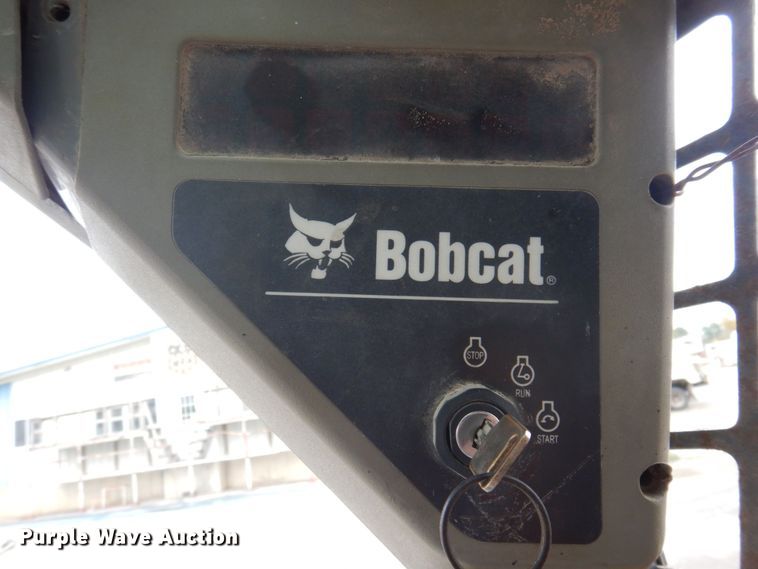 Bobcat®
STOP
RUN
START
Purple Wave Auction